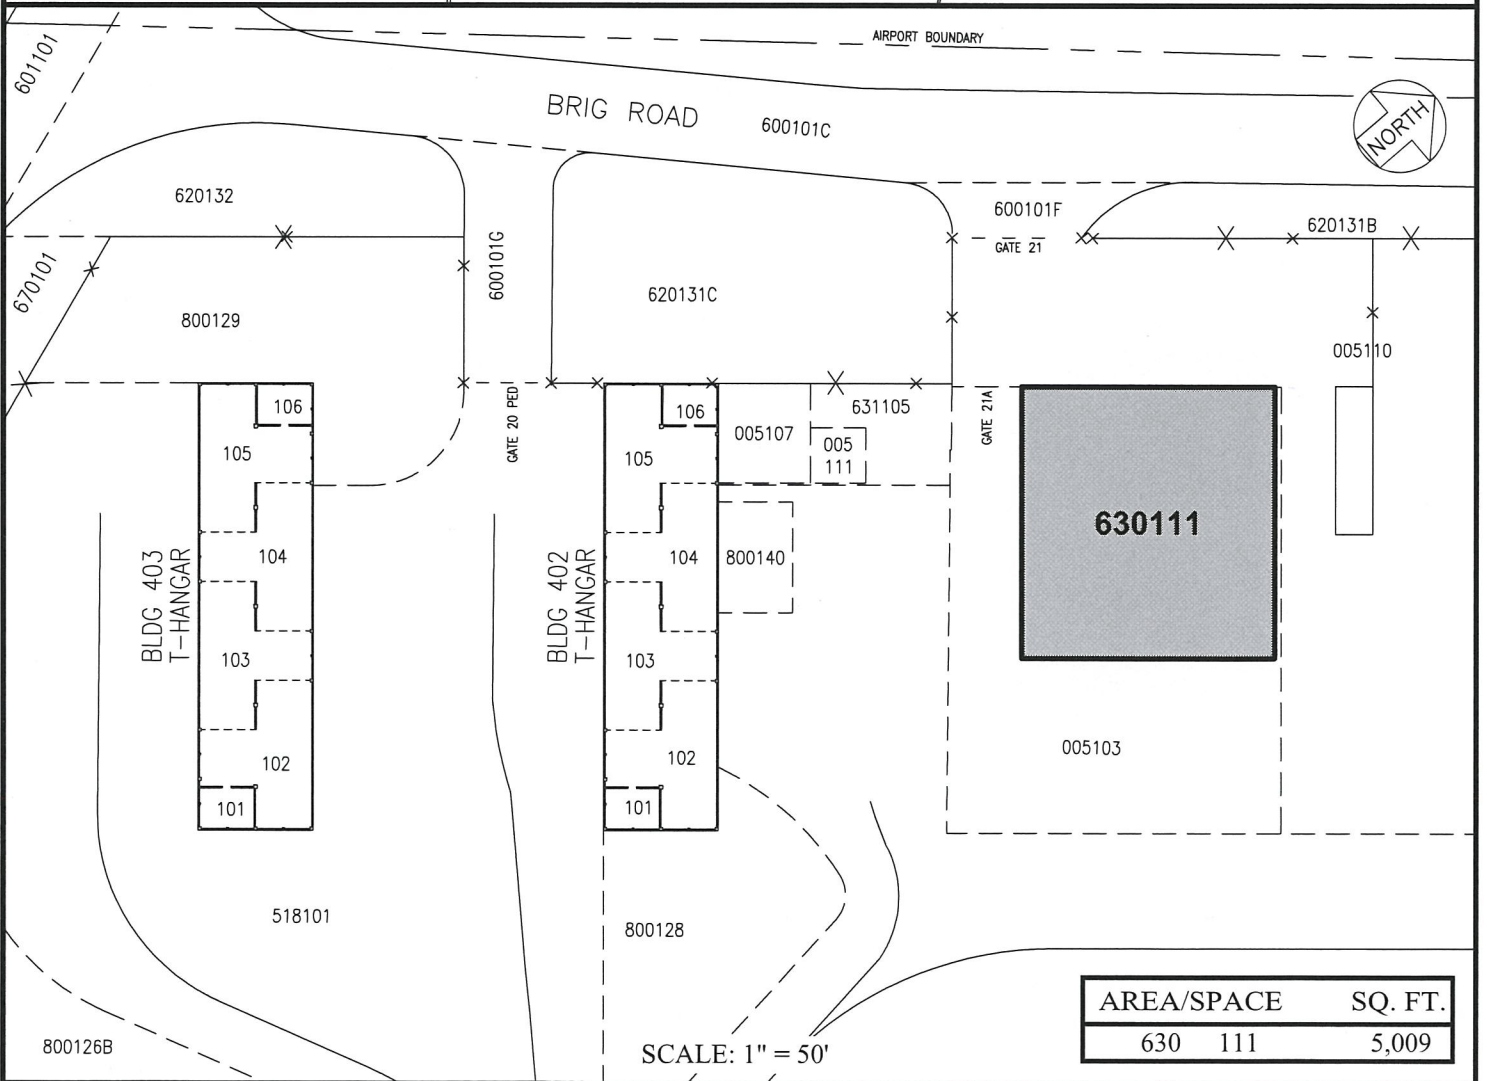 AIRPORT BOUNDARY
601101
BRIG ROAD
600101C
NORTH
620132
600101F
620131B
GATE 21
600101G
670101
620131C
800129
005110
106
106
GATE 20 PED
005107
631105
GATE 21A
105
105
005
111
630111
BLDG 403
T-HANGAR
104
BLDG 402
T-HANGAR
104
800140
103
103
005103
102
102
101
101
518101
800128
AREA/SPACE SQ. FT.
630 111 5,009
800126B
SCALE: 1" = 50'